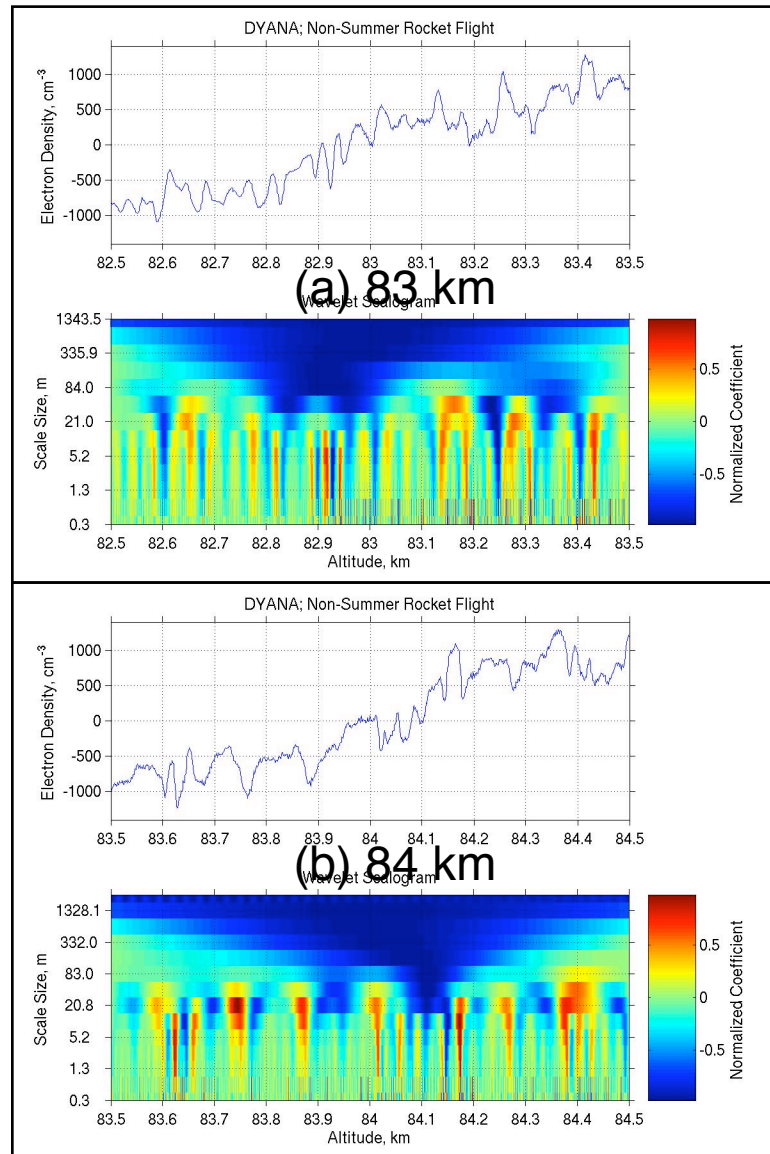 DYANA; Non-Summer Rocket Flight
1000
500
0
-500
-1000
Electron Density, cm⁻³
82.5 82.6 82.7 82.8 82.9 83 83.1 83.2 83.3 83.4 83.5
(a) 83 km
Wavelet Scalogram
1343.5
335.9
84.0
21.0
5.2
1.3
0.3
Scale Size, m
82.5 82.6 82.7 82.8 82.9 83 83.1 83.2 83.3 83.4 83.5
Altitude, km
0.5
0
-0.5
Normalized Coefficient
DYANA; Non-Summer Rocket Flight
1000
500
0
-500
-1000
Electron Density, cm⁻³
83.5 83.6 83.7 83.8 83.9 84 84.1 84.2 84.3 84.4 84.5
(b) 84 km
Wavelet Scalogram
1328.1
332.0
83.0
20.8
5.2
1.3
0.3
Scale Size, m
83.5 83.6 83.7 83.8 83.9 84 84.1 84.2 84.3 84.4 84.5
Altitude, km
0.5
0
-0.5
Normalized Coefficient